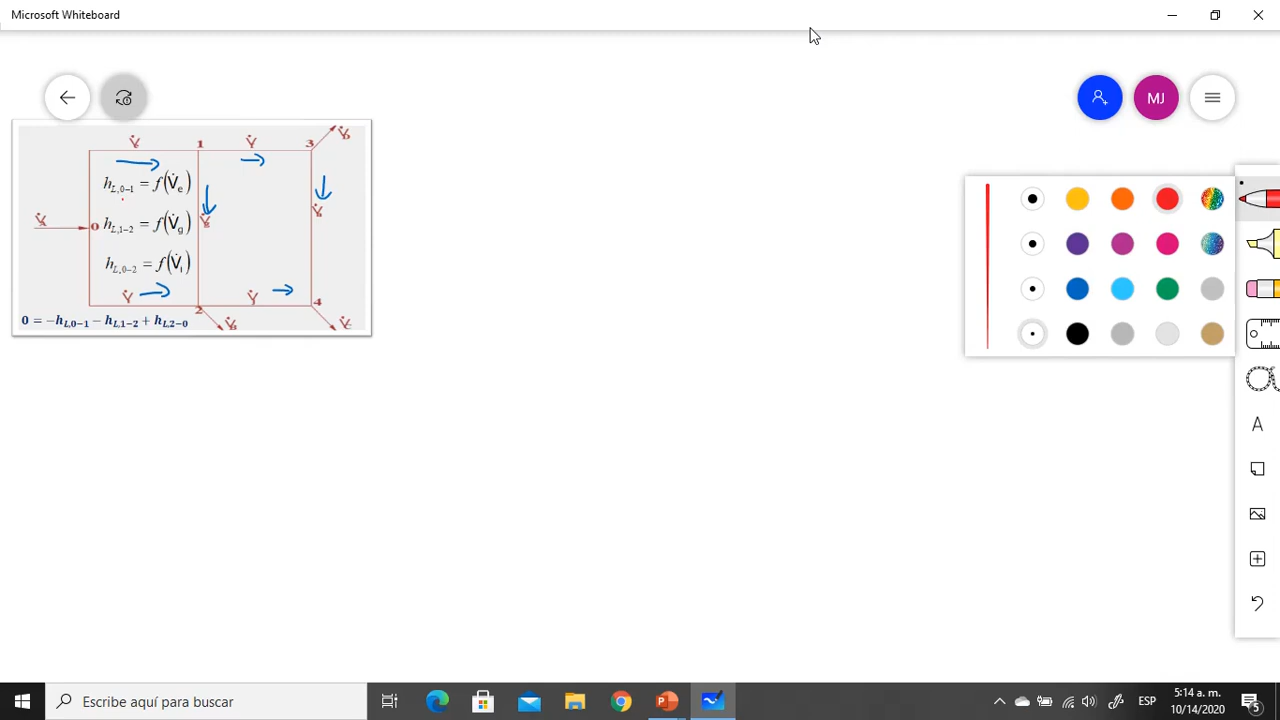 Microsoft Whiteboard
MJ
1
3
h_{L,0-1} = f(V̇_e)
h_{L,1-2} = f(V̇_g)
0
h_{L,0-2} = f(V̇_i)
2
4
0 = -h_{L,0-1} - h_{L,1-2} + h_{L,2-0}
A
Escribe aquí para buscar
ESP
5:14 a. m.
10/14/2020
5